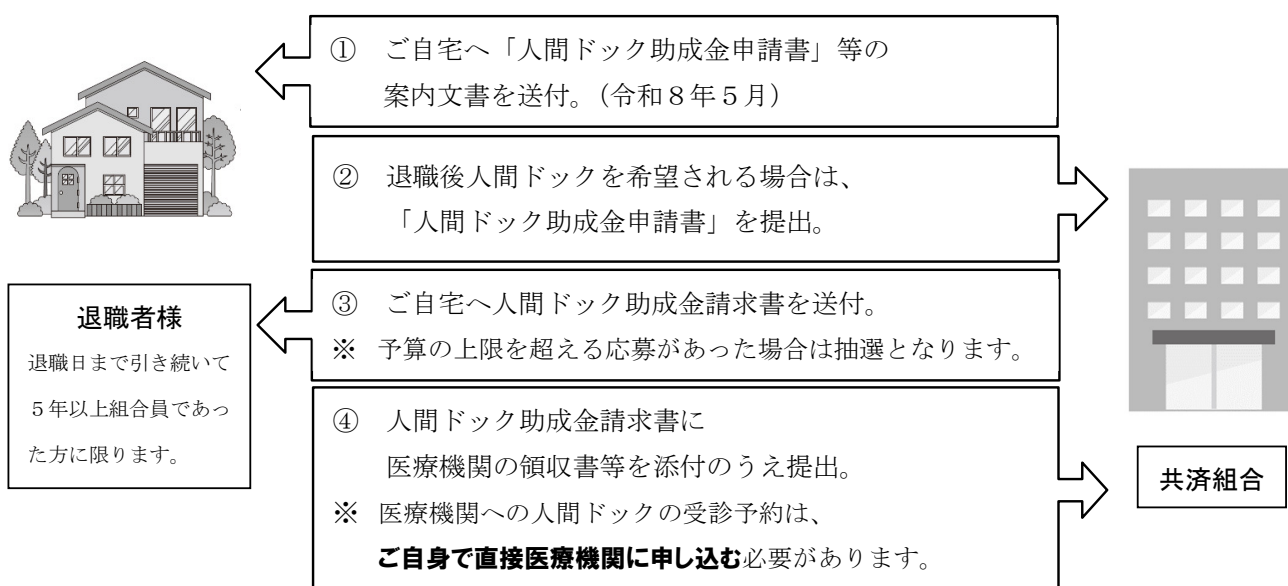 ① ご自宅へ「人間ドック助成金申請書」等の
案内文書を送付。（令和８年５月）
② 退職後人間ドックを希望される場合は、
「人間ドック助成金申請書」を提出。
③ ご自宅へ人間ドック助成金請求書を送付。
※ 予算の上限を超える応募があった場合は抽選となります。
④ 人間ドック助成金請求書に
医療機関の領収書等を添付のうえ提出。
※ 医療機関への人間ドックの受診予約は、
ご自身で直接医療機関に申し込む必要があります。
退職者様
退職日まで引き続いて
５年以上組合員であっ
た方に限ります。
共済組合